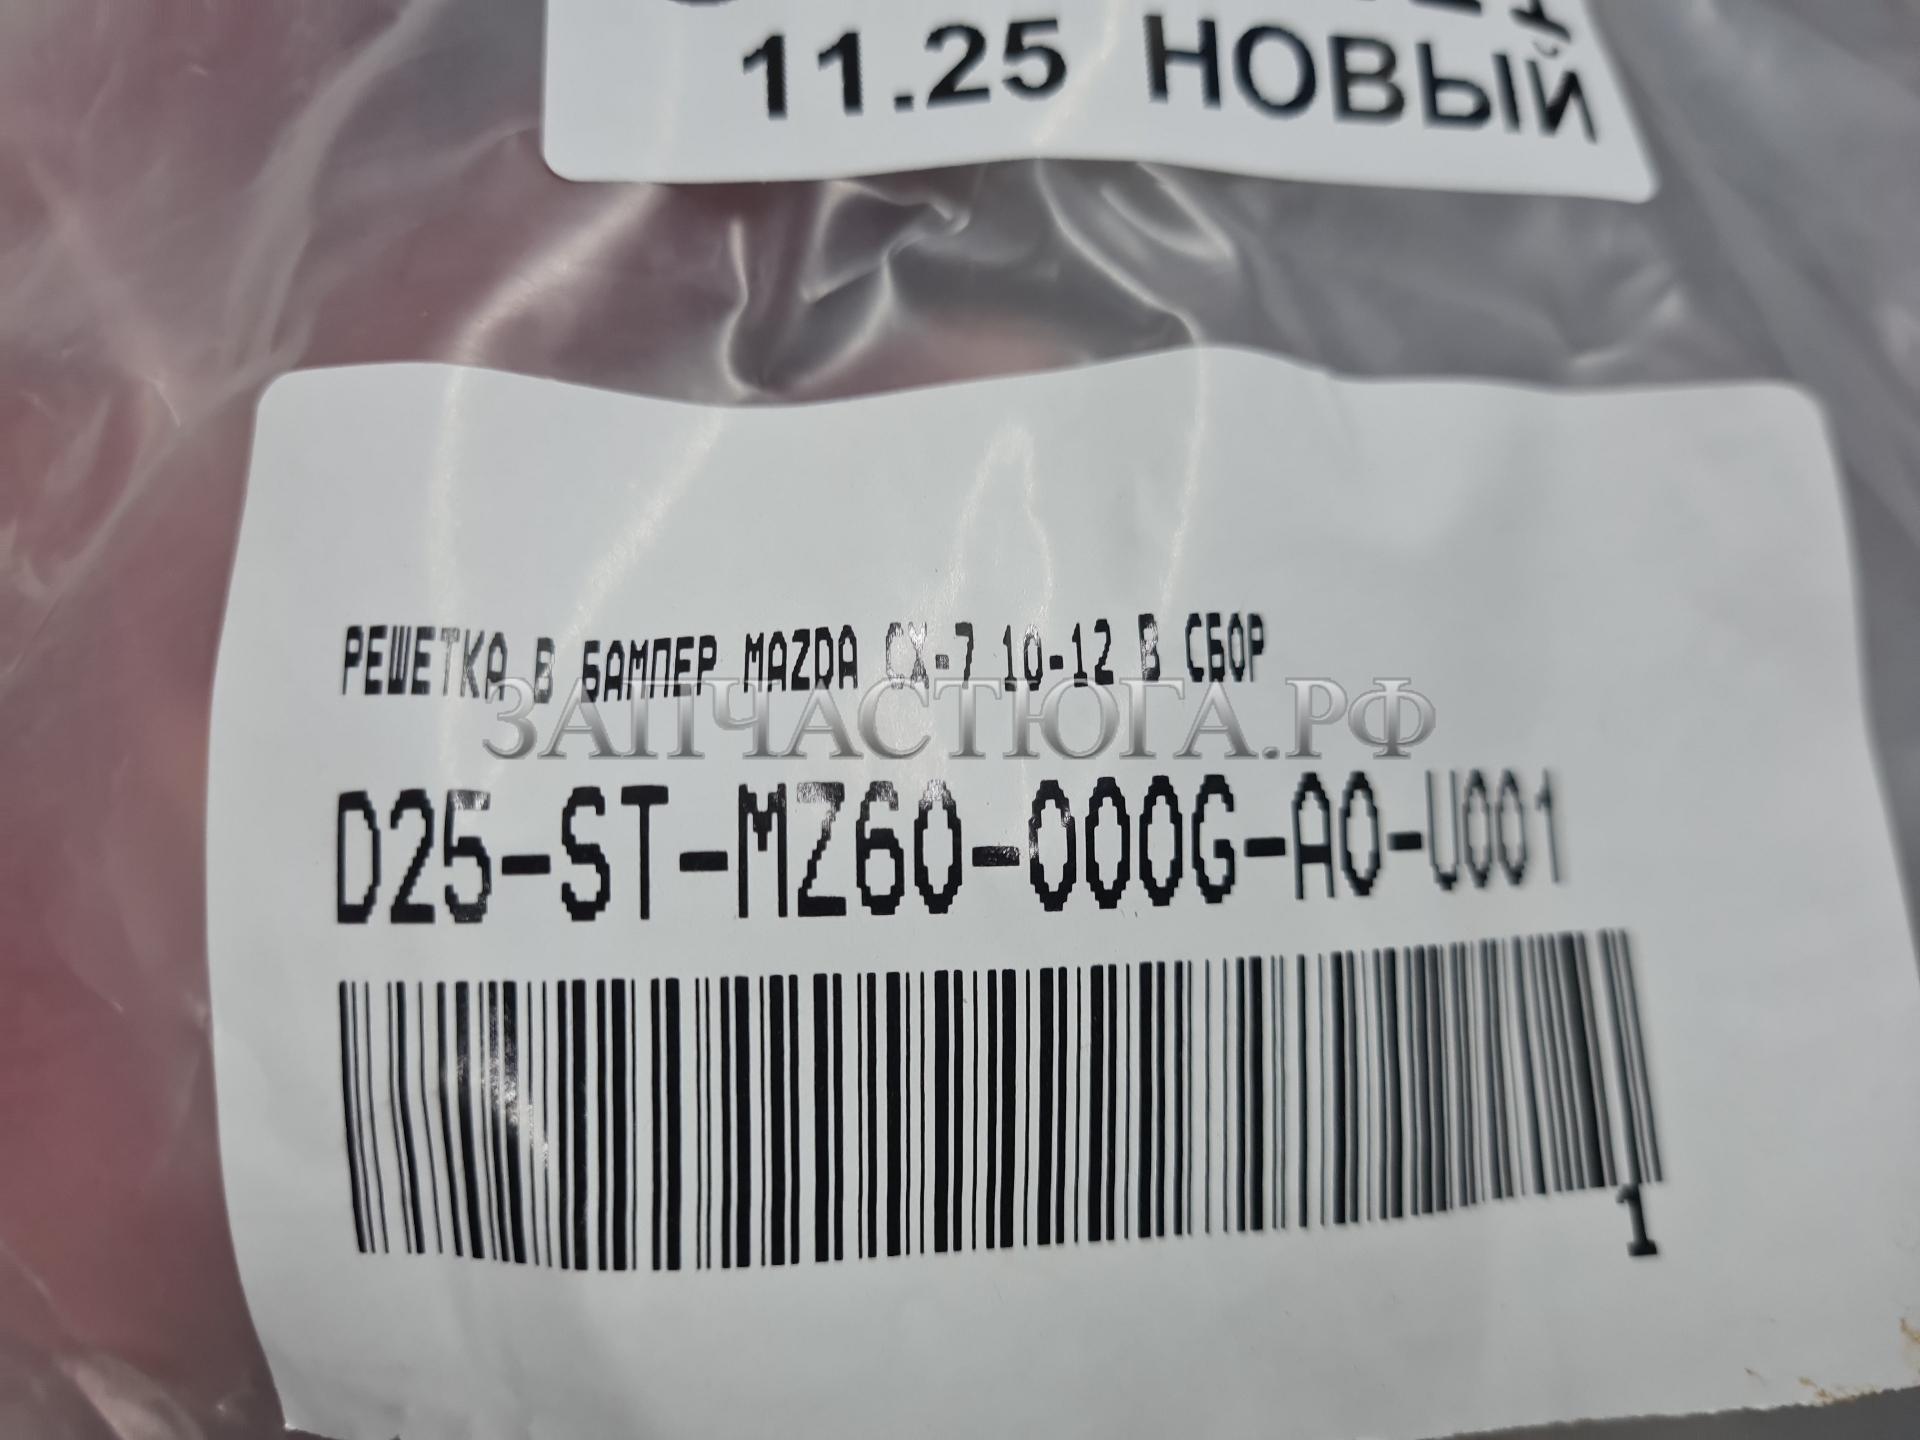 11.25 НОВЫЙ
РЕШЕТКА В БАМПЕР MAZDA CX-7 10-12 В СБОР
ЗАПЧАСТЮГА.РФ
D25-ST-MZ60-000G-A0-U001
1